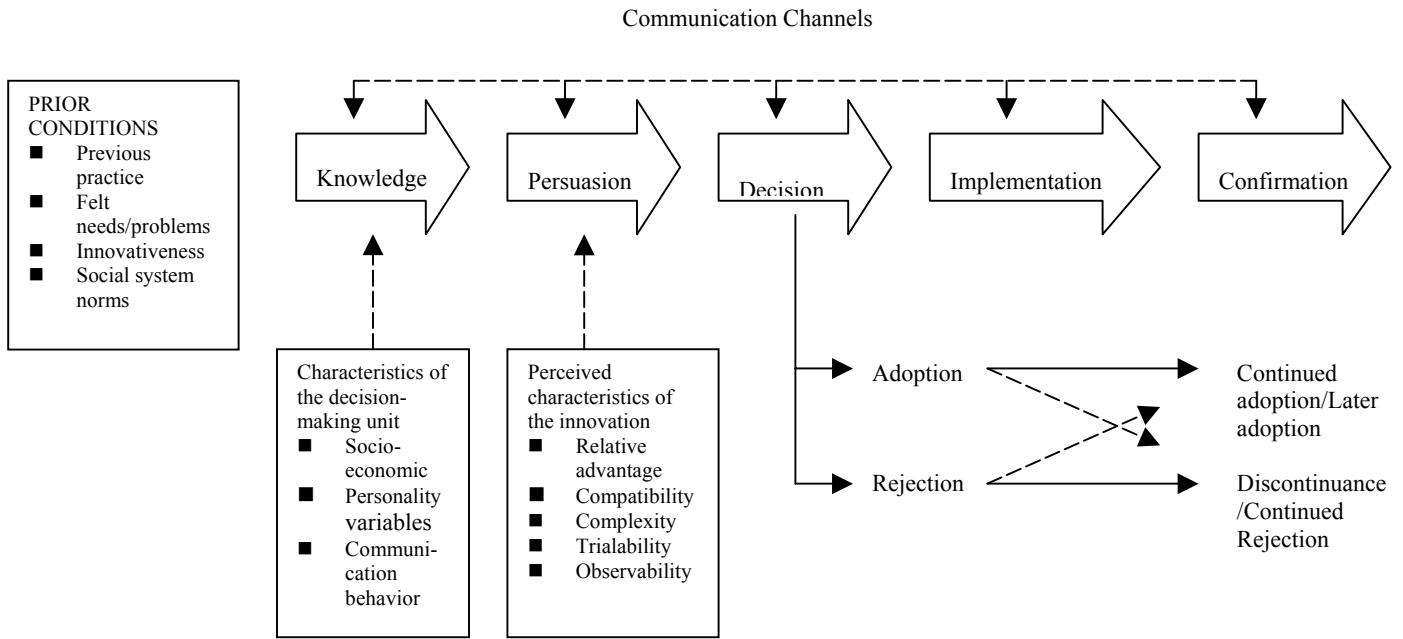 Communication Channels
PRIOR
CONDITIONS
■ Previous
practice
■ Felt
needs/problems
■ Innovativeness
■ Social system
norms
Knowledge
Persuasion
Decision
Implementation
Confirmation
Characteristics of
the decision-
making unit
■ Socio-
economic
■ Personality
variables
■ Communi-
cation
behavior
Perceived
characteristics of
the innovation
■ Relative
advantage
■ Compatibility
■ Complexity
■ Trialability
■ Observability
Adoption
Rejection
Continued
adoption/Later
adoption
Discontinuance
/Continued
Rejection